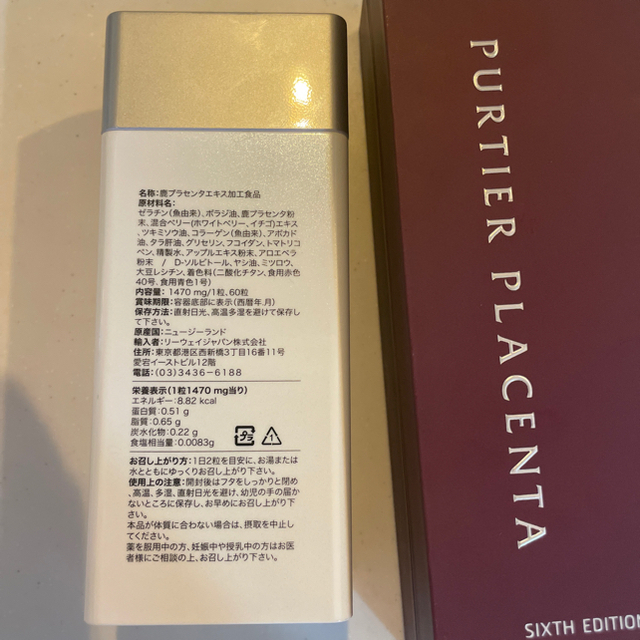 名称:鹿プラセンタエキス加工食品
原材料名:
ゼラチン(魚由来)、ボラジ油、鹿プラセンタ粉
末、混合ベリー(ホワイトベリー、イチゴ)エキス
、ツキミソウ油、コラーゲン(魚由来)、アボカド
油、タラ肝油、グリセリン、フコイダン、トマトリコ
ペン、精製水、アップルエキス粉末、アロエベラ
粉末 / D-ソルビトール、ヤシ油、ミツロウ、
大豆レシチン、着色料(二酸化チタン、食用赤色
40号、食用青色1号)
内容量: 1470 mg/1粒、60粒
賞味期限:容器底部に表示(西暦年.月)
保存方法:直射日光、高温多湿を避けて保存し
て下さい。
原産国:ニュージーランド
輸入者:リーウェイジャパン株式会社
住所:東京都港区西新橋3丁目16番11号
愛宕イーストビル12階
電話:(03)3436-6188
栄養表示(1粒1470 mg当り)
エネルギー:8.82 kcal
蛋白質:0.51 g
脂質:0.65 g
炭水化物:0.22 g
食塩相当量:0.0083g
プラ
1
お召し上がり方:1日2粒を目安に、お湯または
水とともにゆっくりお召し上がり下さい。
使用上の注意:開封後はフタをしっかりと閉め
、高温、多湿、直射日光を避け、幼児の手の届か
ないところに保存し、お早めにお召し上がり下
さい。
本品が体質に合わない場合は、摂取を中止し
てください。
薬を服用中の方、妊娠中や授乳中の方はお医
者様にご相談の上、お召し上がり下さい。
PURTIER PLACENTA
SIXTH EDITION